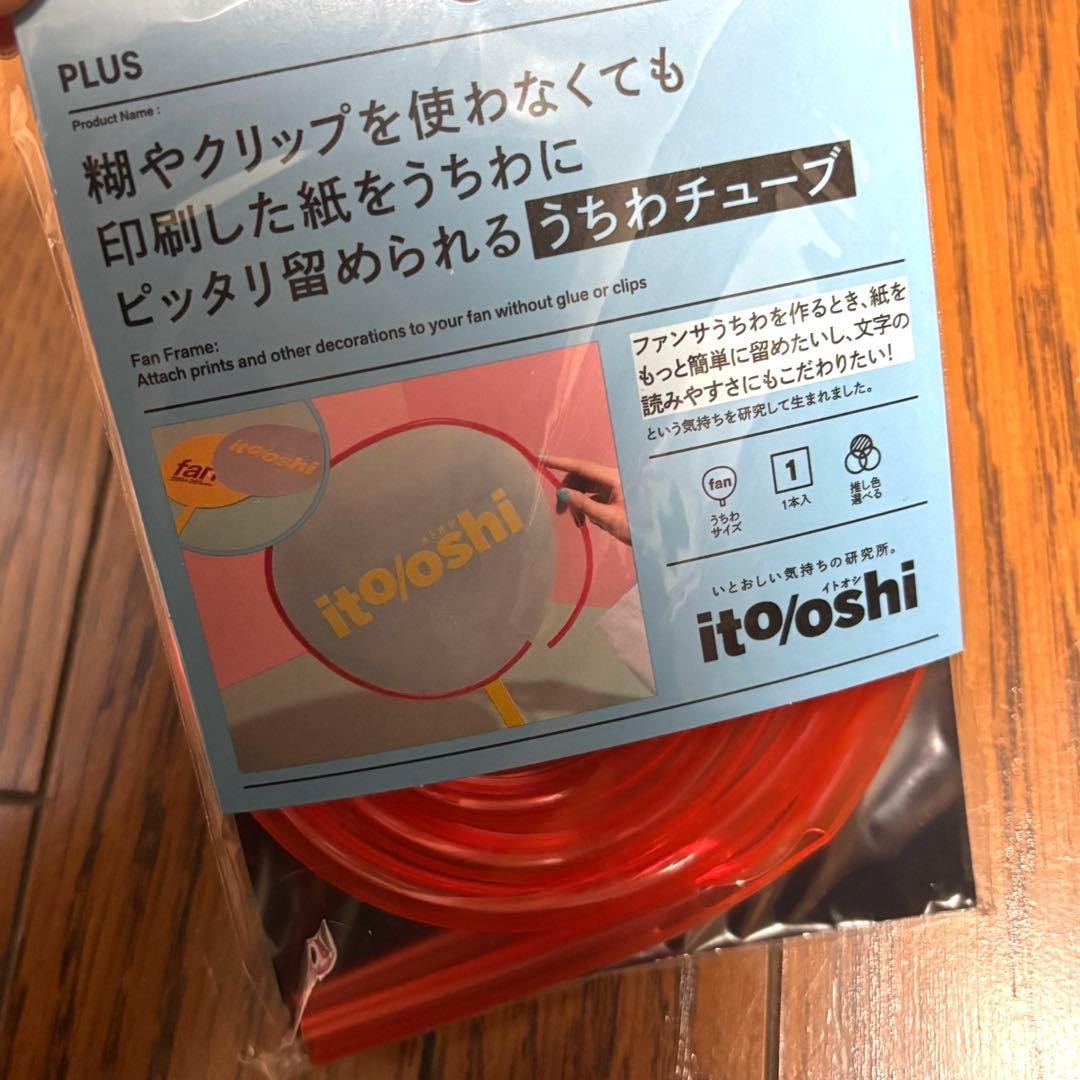 PLUS
Product Name :
糊やクリップを使わなくても
印刷した紙をうちわに
ピッタリ留められるうちわチューブ
Fan Frame:
Attach prints and other decorations to your fan without glue or clips
ファンサうちわを作るとき、紙を
もっと簡単に留めたいし、文字の
読みやすさにもこだわりたい!
という気持ちを研究して生まれました。
fan
ito/oshi
イトオシ
ito/oshi
fan
うちわ
サイズ
1
1本入
推し色
選べる
いとおしい気持ちの研究所。
イトオシ
ito/oshi